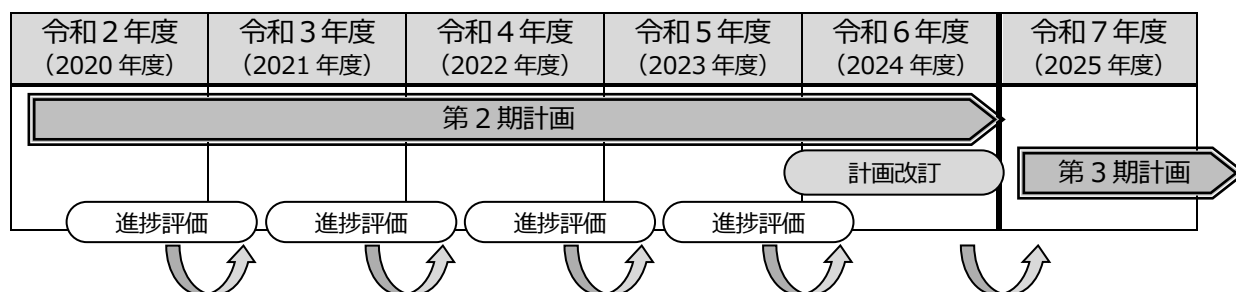 令和２年度 令和３年度 令和４年度 令和５年度 令和６年度 令和７年度
（2020 年度） （2021 年度） （2022 年度） （2023 年度） （2024 年度） （2025 年度）
第２期計画
計画改訂 第３期計画
進捗評価 進捗評価 進捗評価 進捗評価